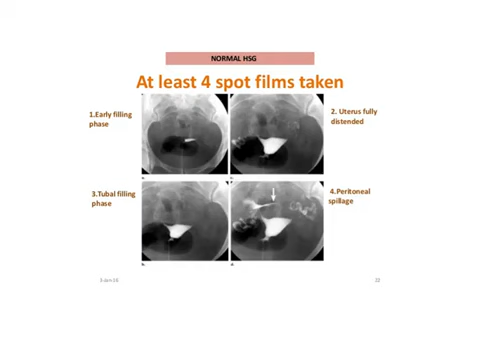 NORMAL HSG
At least 4 spot films taken
1.Early filling
phase
2. Uterus fully
distended
3.Tubal filling
phase
4.Peritoneal
spillage
22